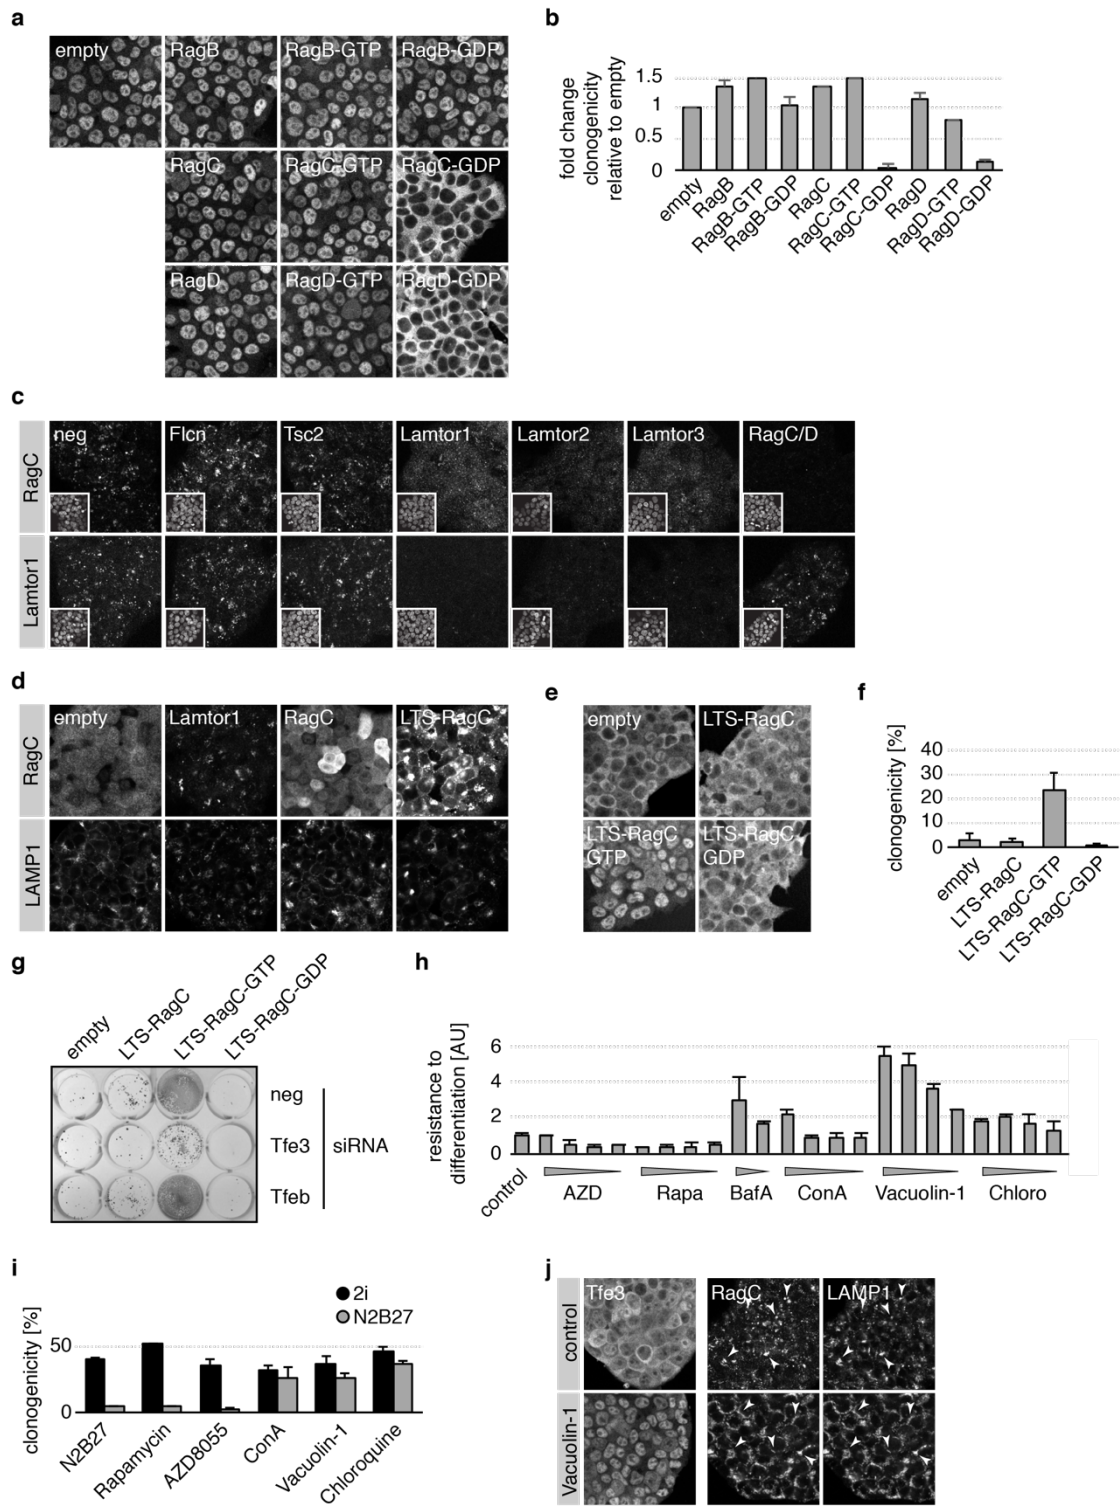 a
empty
RagB
RagB-GTP
RagB-GDP
RagC
RagC-GTP
RagC-GDP
RagD
RagD-GTP
RagD-GDP
b
fold change
clonogenicity
relative to empty
1.5
1
0.5
0
empty
RagB
RagB-GTP
RagB-GDP
RagC
RagC-GTP
RagC-GDP
RagD
RagD-GTP
RagD-GDP
c
neg
Flcn
Tsc2
Lamtor1
Lamtor2
Lamtor3
RagC/D
RagC
Lamtor1
d
empty
Lamtor1
RagC
LTS-RagC
RagC
LAMP1
e
empty
LTS-RagC
LTS-RagC
GTP
LTS-RagC
GDP
f
clonogenicity [%]
40
30
20
10
0
empty
LTS-RagC
LTS-RagC-GTP
LTS-RagC-GDP
g
empty
LTS-RagC
LTS-RagC-GTP
LTS-RagC-GDP
neg
Tfe3
Tfeb
siRNA
h
resistance to
differentiation [AU]
6
4
2
0
control
AZD
Rapa
BafA
ConA
Vacuolin-1
Chloro
i
clonogenicity [%]
50
0
2i
N2B27
N2B27
Rapamycin
AZD8055
ConA
Vacuolin-1
Chloroquine
j
Tfe3
RagC
LAMP1
control
Vacuolin-1